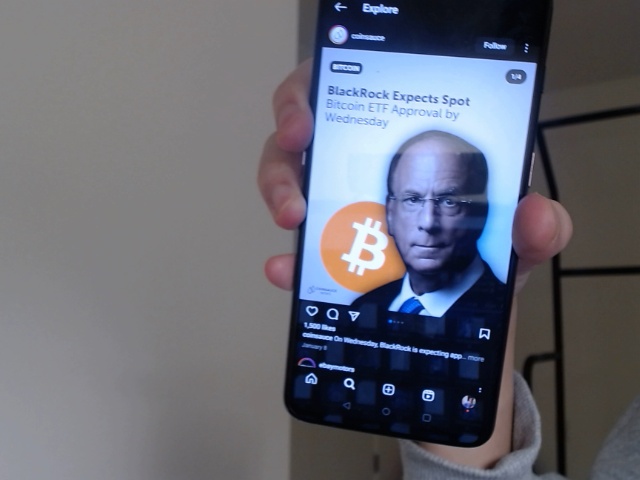 Explore
coinsauce
Follow
BITCOIN
1/4
BlackRock Expects Spot
Bitcoin ETF Approval by
Wednesday
1,500 likes
coinsauce On Wednesday, BlackRock is expecting app... more
January 8
ebaymotors